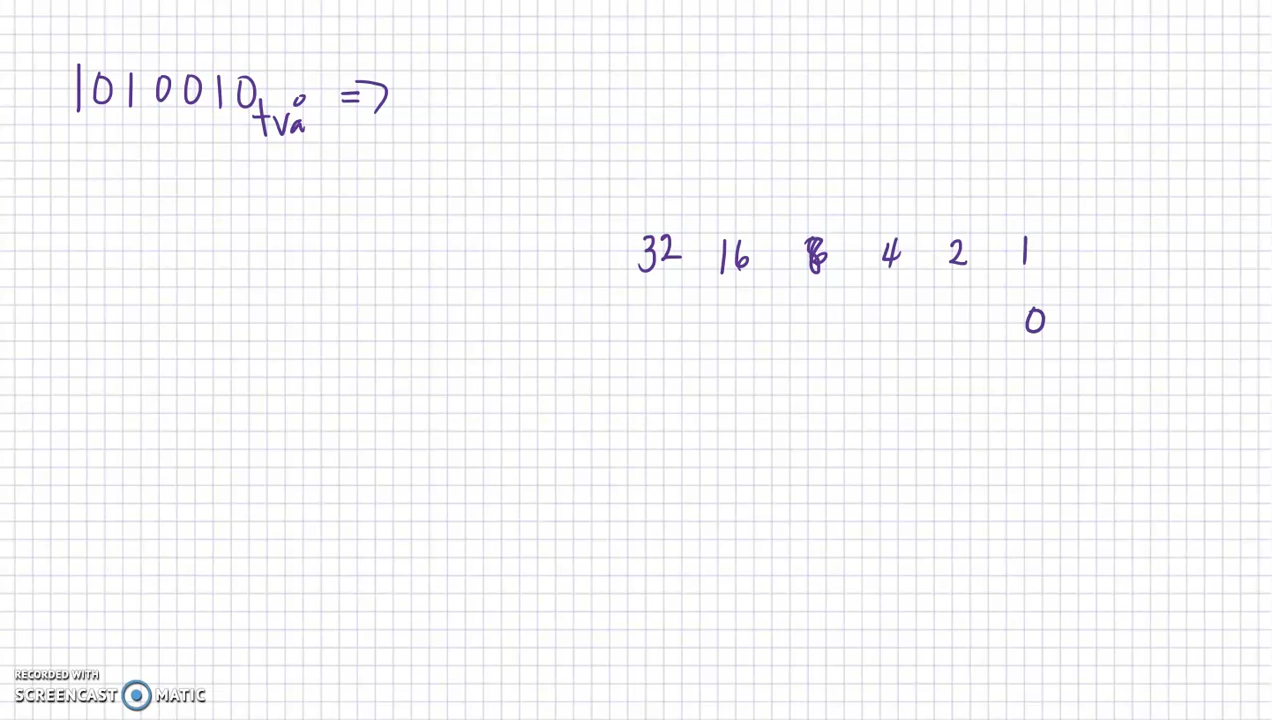 1010010två =>
32 16 8 4 2 1
0
RECORDED WITH
SCREENCAST MATIC